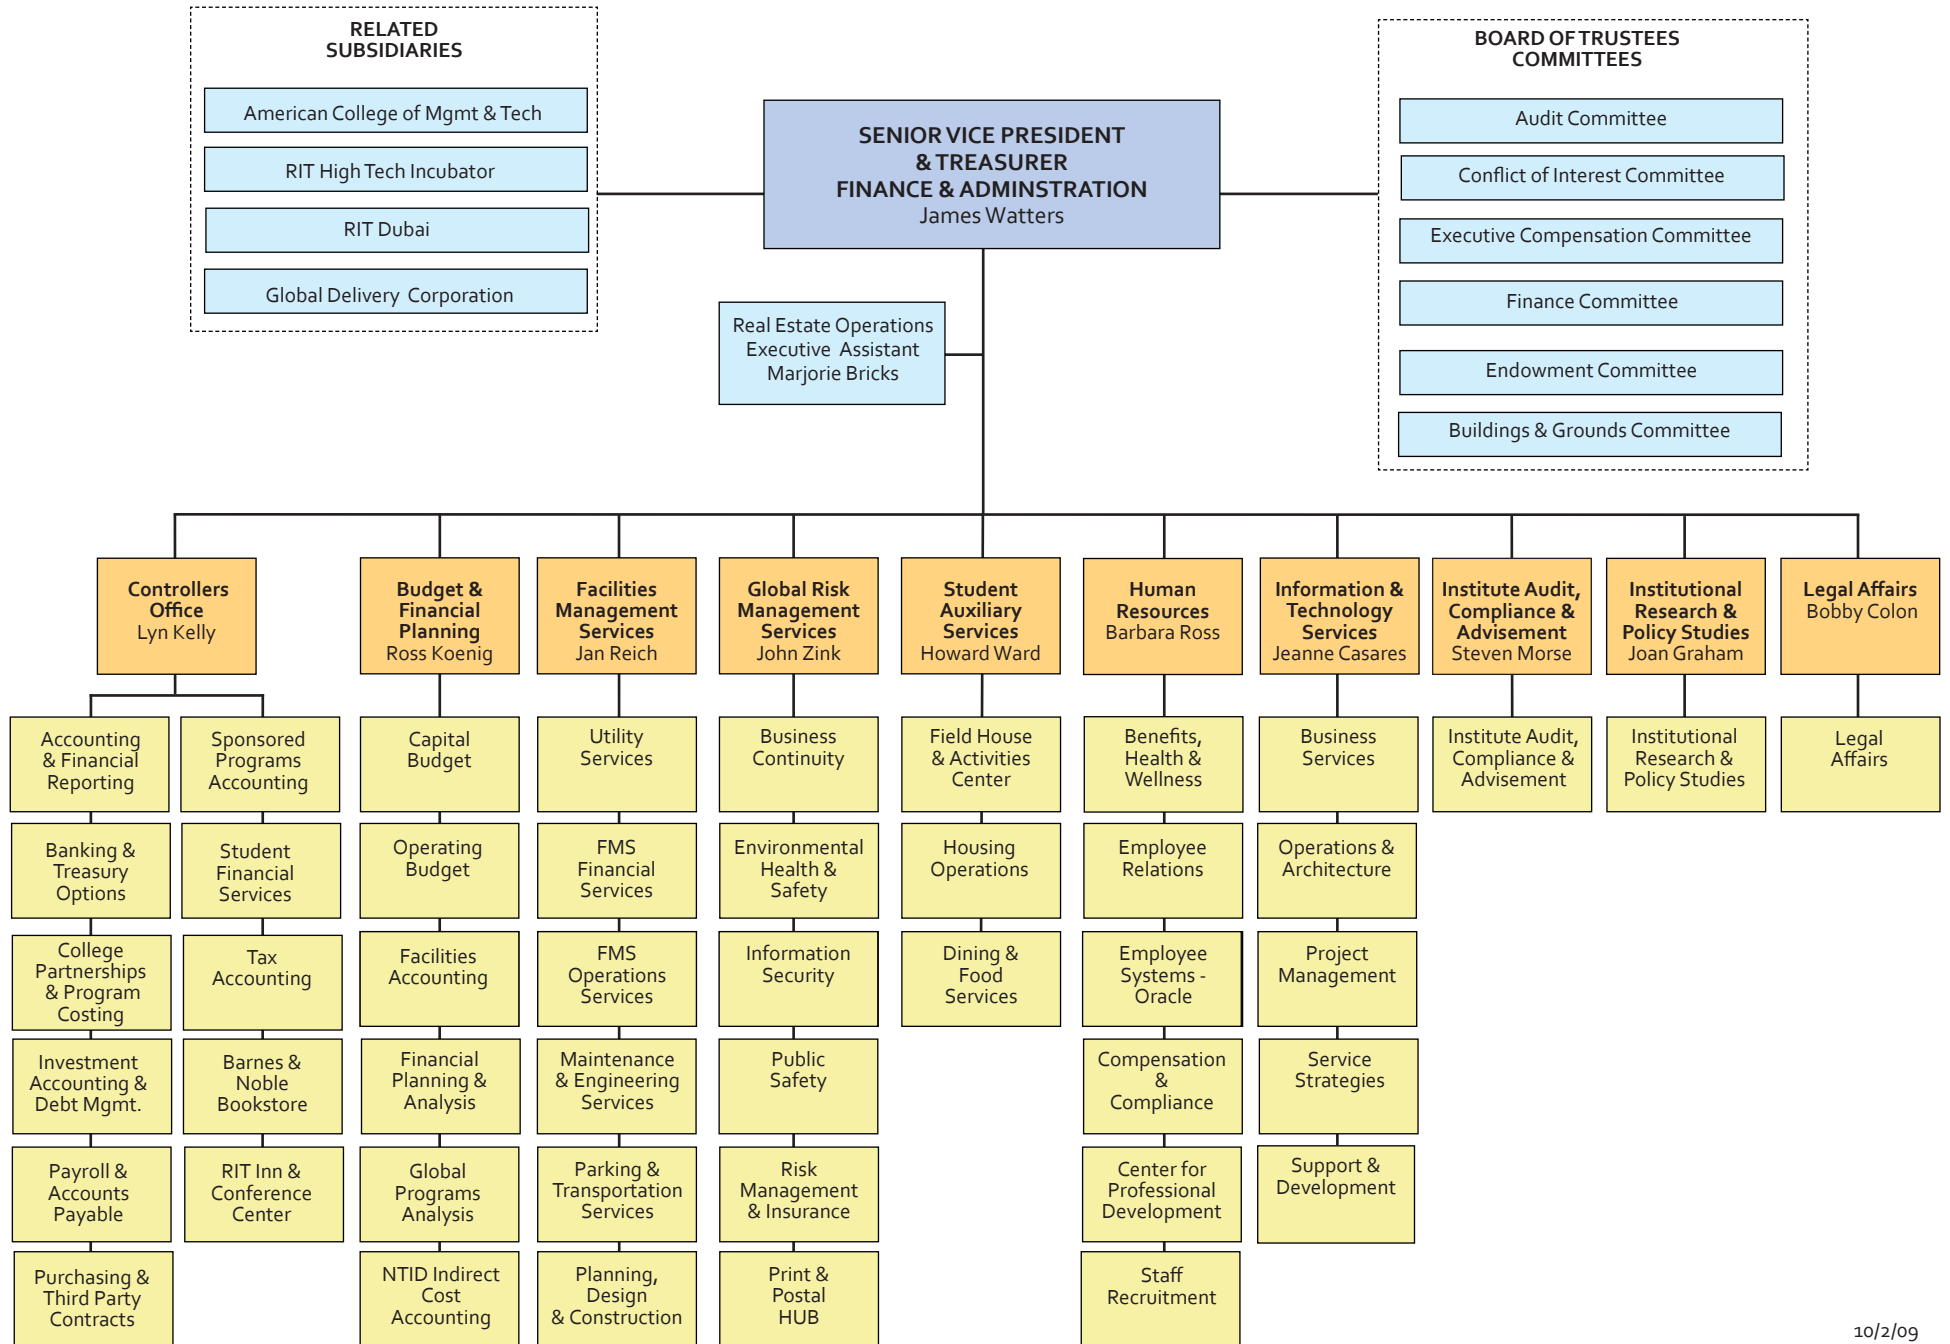 RELATED
SUBSIDIARIES
American College of Mgmt & Tech
RIT High Tech Incubator
RIT Dubai
Global Delivery Corporation
SENIOR VICE PRESIDENT
& TREASURER
FINANCE & ADMINSTRATION
James Watters
BOARD OF TRUSTEES
COMMITTEES
Audit Committee
Conflict of Interest Committee
Executive Compensation Committee
Finance Committee
Endowment Committee
Buildings & Grounds Committee
Real Estate Operations
Executive Assistant
Marjorie Bricks
Controllers
Office
Lyn Kelly
Accounting
& Financial
Reporting
Banking &
Treasury
Options
College
Partnerships
& Program
Costing
Investment
Accounting &
Debt Mgmt.
Payroll &
Accounts
Payable
Purchasing &
Third Party
Contracts
Sponsored
Programs
Accounting
Student
Financial
Services
Tax
Accounting
Barnes &
Noble
Bookstore
RIT Inn &
Conference
Center
Budget &
Financial
Planning
Ross Koenig
Capital
Budget
Operating
Budget
Facilities
Accounting
Financial
Planning &
Analysis
Global
Programs
Analysis
NTID Indirect
Cost
Accounting
Facilities
Management
Services
Jan Reich
Utility
Services
FMS
Financial
Services
FMS
Operations
Services
Maintenance
& Engineering
Services
Parking &
Transportation
Services
Planning,
Design
& Construction
Global Risk
Management
Services
John Zink
Business
Continuity
Environmental
Health &
Safety
Information
Security
Public
Safety
Risk
Management
& Insurance
Print &
Postal
HUB
Student
Auxiliary
Services
Howard Ward
Field House
& Activities
Center
Housing
Operations
Dining &
Food
Services
Human
Resources
Barbara Ross
Benefits,
Health &
Wellness
Employee
Relations
Employee
Systems -
Oracle
Compensation
&
Compliance
Center for
Professional
Development
Staff
Recruitment
Information &
Technology
Services
Jeanne Casares
Business
Services
Operations &
Architecture
Project
Management
Service
Strategies
Support &
Development
Institute Audit,
Compliance &
Advisement
Steven Morse
Institute Audit,
Compliance &
Advisement
Institutional
Research &
Policy Studies
Joan Graham
Institutional
Research &
Policy Studies
Legal Affairs
Bobby Colon
Legal
Affairs
10/2/09